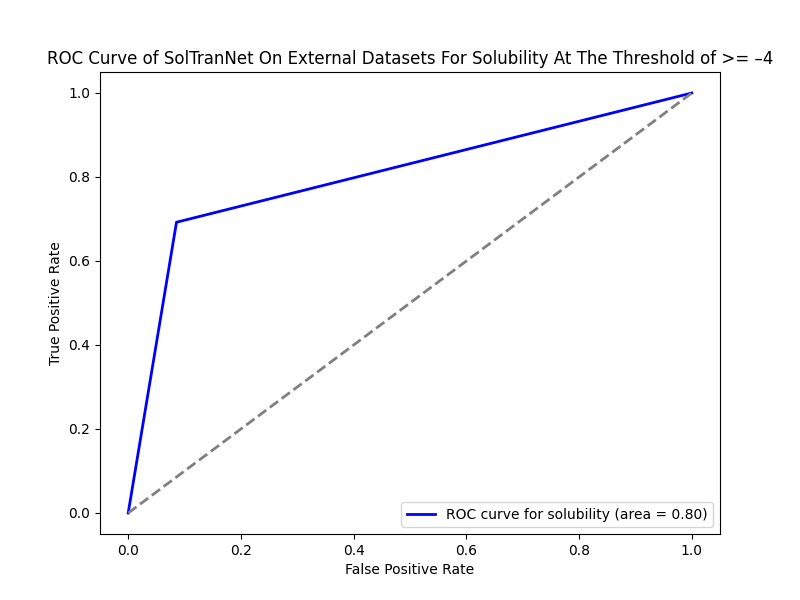 ROC Curve of SolTranNet On External Datasets For Solubility At The Threshold of >= –4
1.0
0.8
0.6
0.4
0.2
0.0
True Positive Rate
ROC curve for solubility (area = 0.80)
0.0 0.2 0.4 0.6 0.8 1.0
False Positive Rate